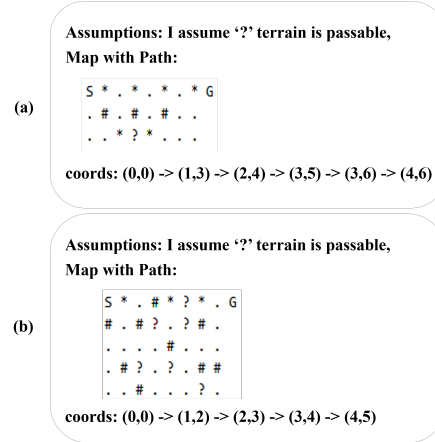 (a)
Assumptions: I assume ‘?’ terrain is passable,
Map with Path:
S * . * . * . * G
. # . # . # . .
. . * ? * . . .
coords: (0,0) -> (1,3) -> (2,4) -> (3,5) -> (3,6) -> (4,6)
(b)
Assumptions: I assume ‘?’ terrain is passable,
Map with Path:
S * . # * ? * . G
# . # ? . ? # .
. . . . # . . .
. # ? . ? . # #
. . # . . . ? .
coords: (0,0) -> (1,2) -> (2,3) -> (3,4) -> (4,5)